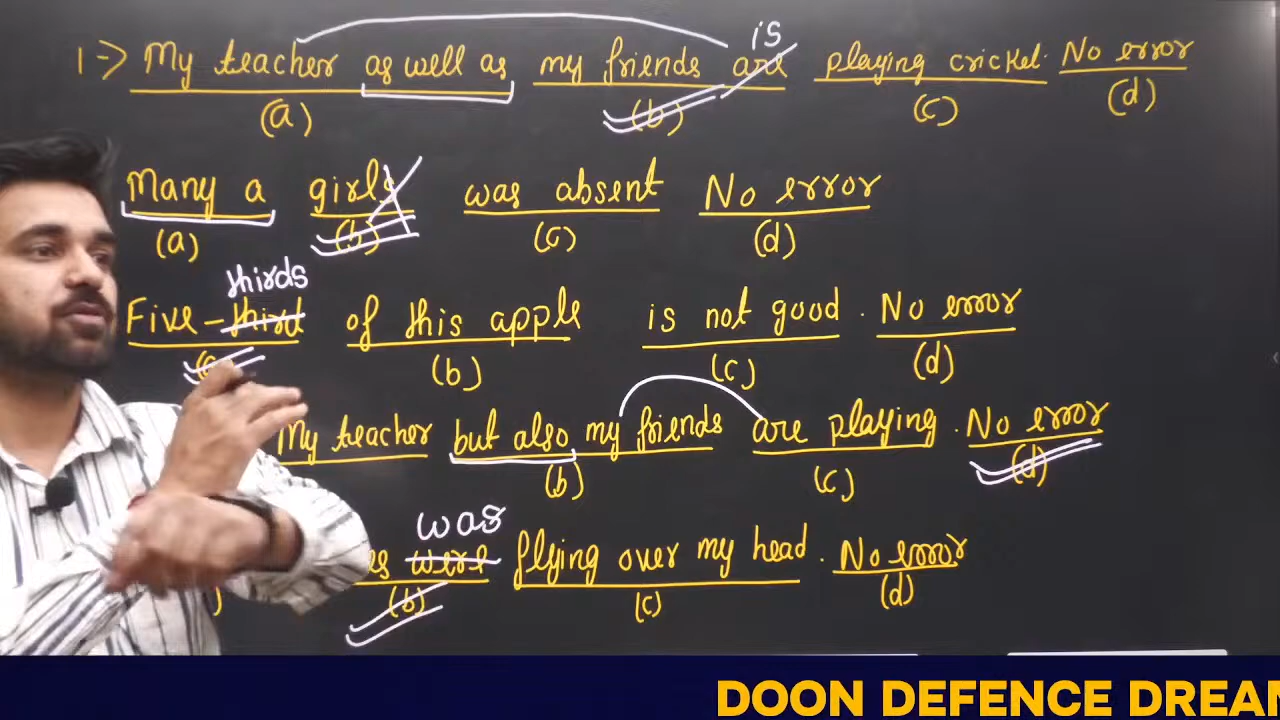 is
1 → My teacher as well as my friends are playing cricket. No error
(a) (b) (c) (d)
Many a girls was absent No error
(a) (b) (c) (d)
thirds
Five-third of this apple is not good. No error
(b) (c) (d)
My teacher but also my friends are playing. No error
(b) (c) (d)
was
were flying over my head. No error
(b) (c) (d)
DOON DEFENCE